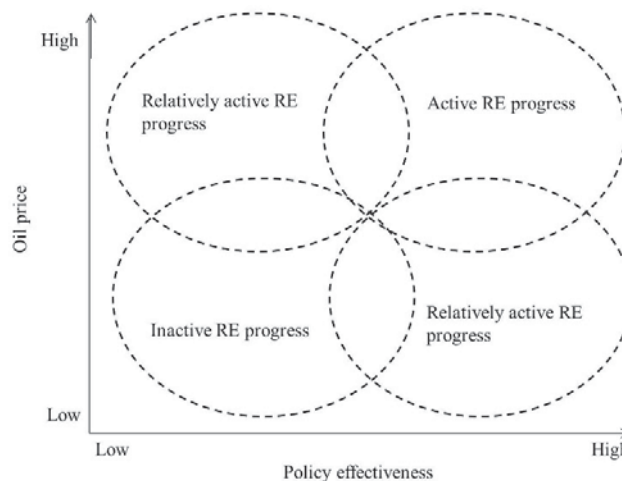 High
Relatively active RE
progress
Active RE progress
Oil price
Inactive RE progress
Relatively active RE
progress
Low
Low
High
Policy effectiveness